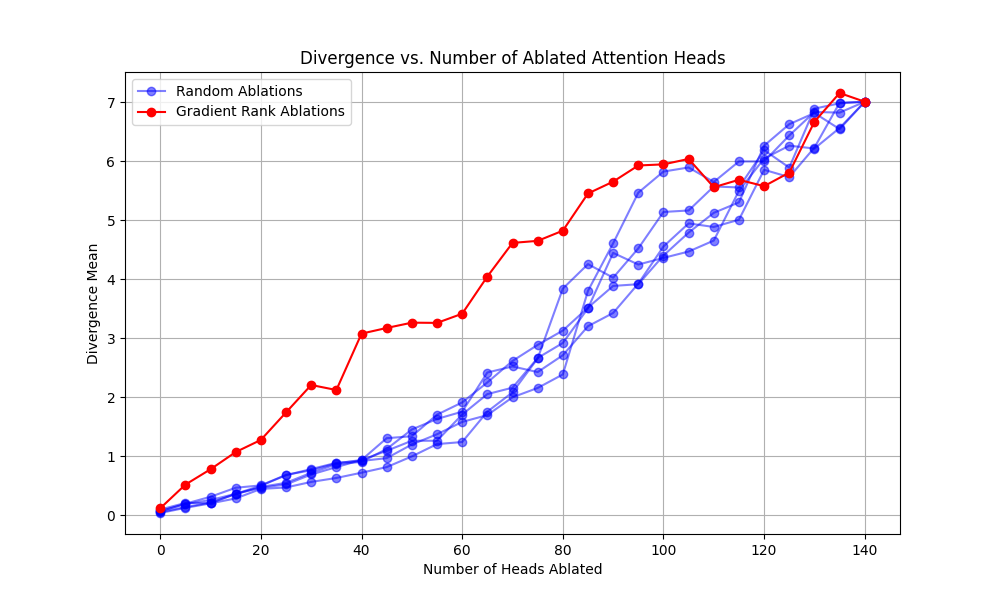 Divergence vs. Number of Ablated Attention Heads
Random Ablations
Gradient Rank Ablations
7
6
5
4
3
2
1
0
Divergence Mean
0 20 40 60 80 100 120 140
Number of Heads Ablated